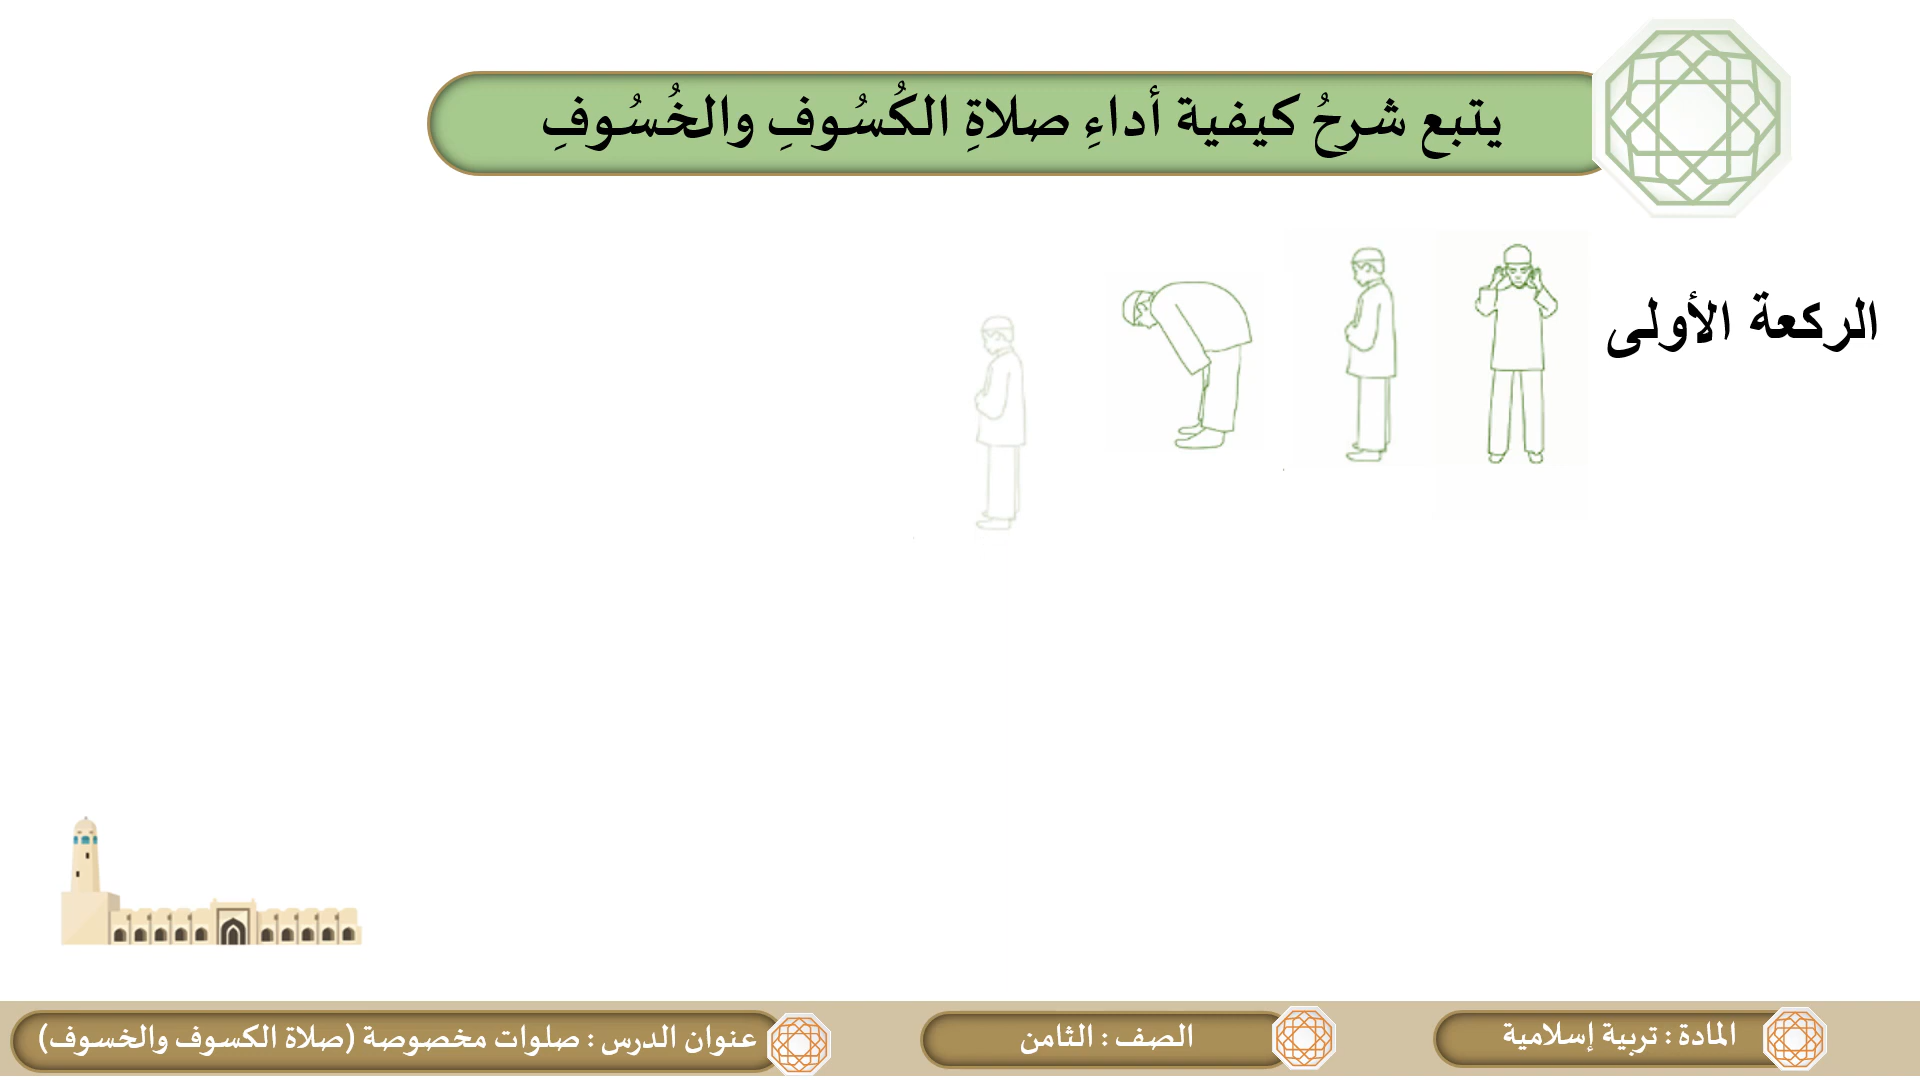 يتبع شرحُ كيفية أداءِ صلاةِ الكُسُوفِ والخُسُوفِ
الركعة الأولى
المادة : تربية إسلامية
الصف : الثامن
عنوان الدرس : صلوات مخصوصة (صلاة الكسوف والخسوف)